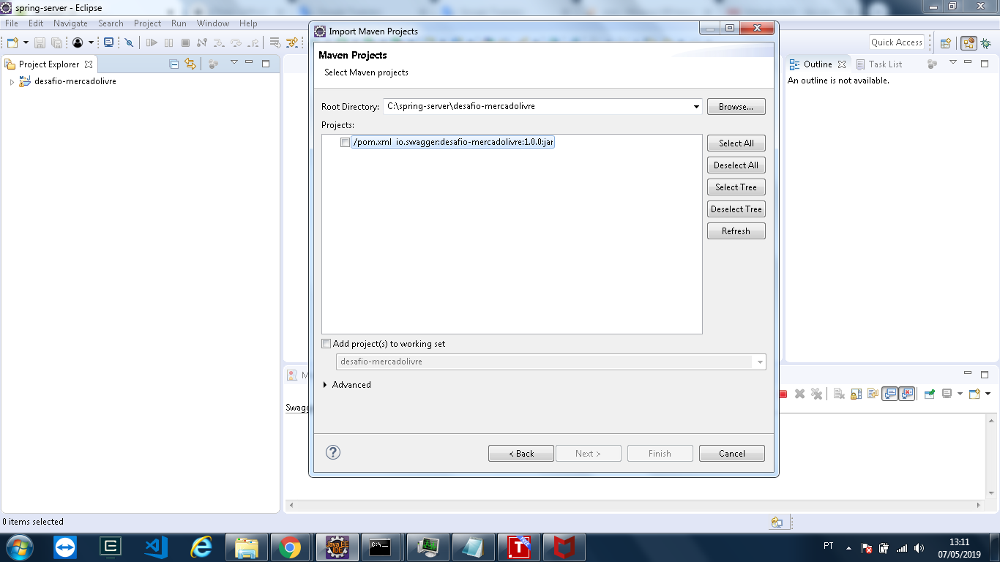 spring-server - Eclipse
File Edit Navigate Search Project Run Window Help
Quick Access
Project Explorer
desafio-mercadolivre
Import Maven Projects
Maven Projects
Select Maven projects
Root Directory: C:\spring-server\desafio-mercadolivre Browse...
Projects:
/pom.xml io.swagger:desafio-mercadolivre:1.0.0:jar
Select All
Deselect All
Select Tree
Deselect Tree
Refresh
Add project(s) to working set
desafio-mercadolivre
Advanced
< Back Next > Finish Cancel
Outline Task List
An outline is not available.
M
Swagg
0 items selected
Java EE
IDE
C:\
T
PT
13:11
07/05/2019